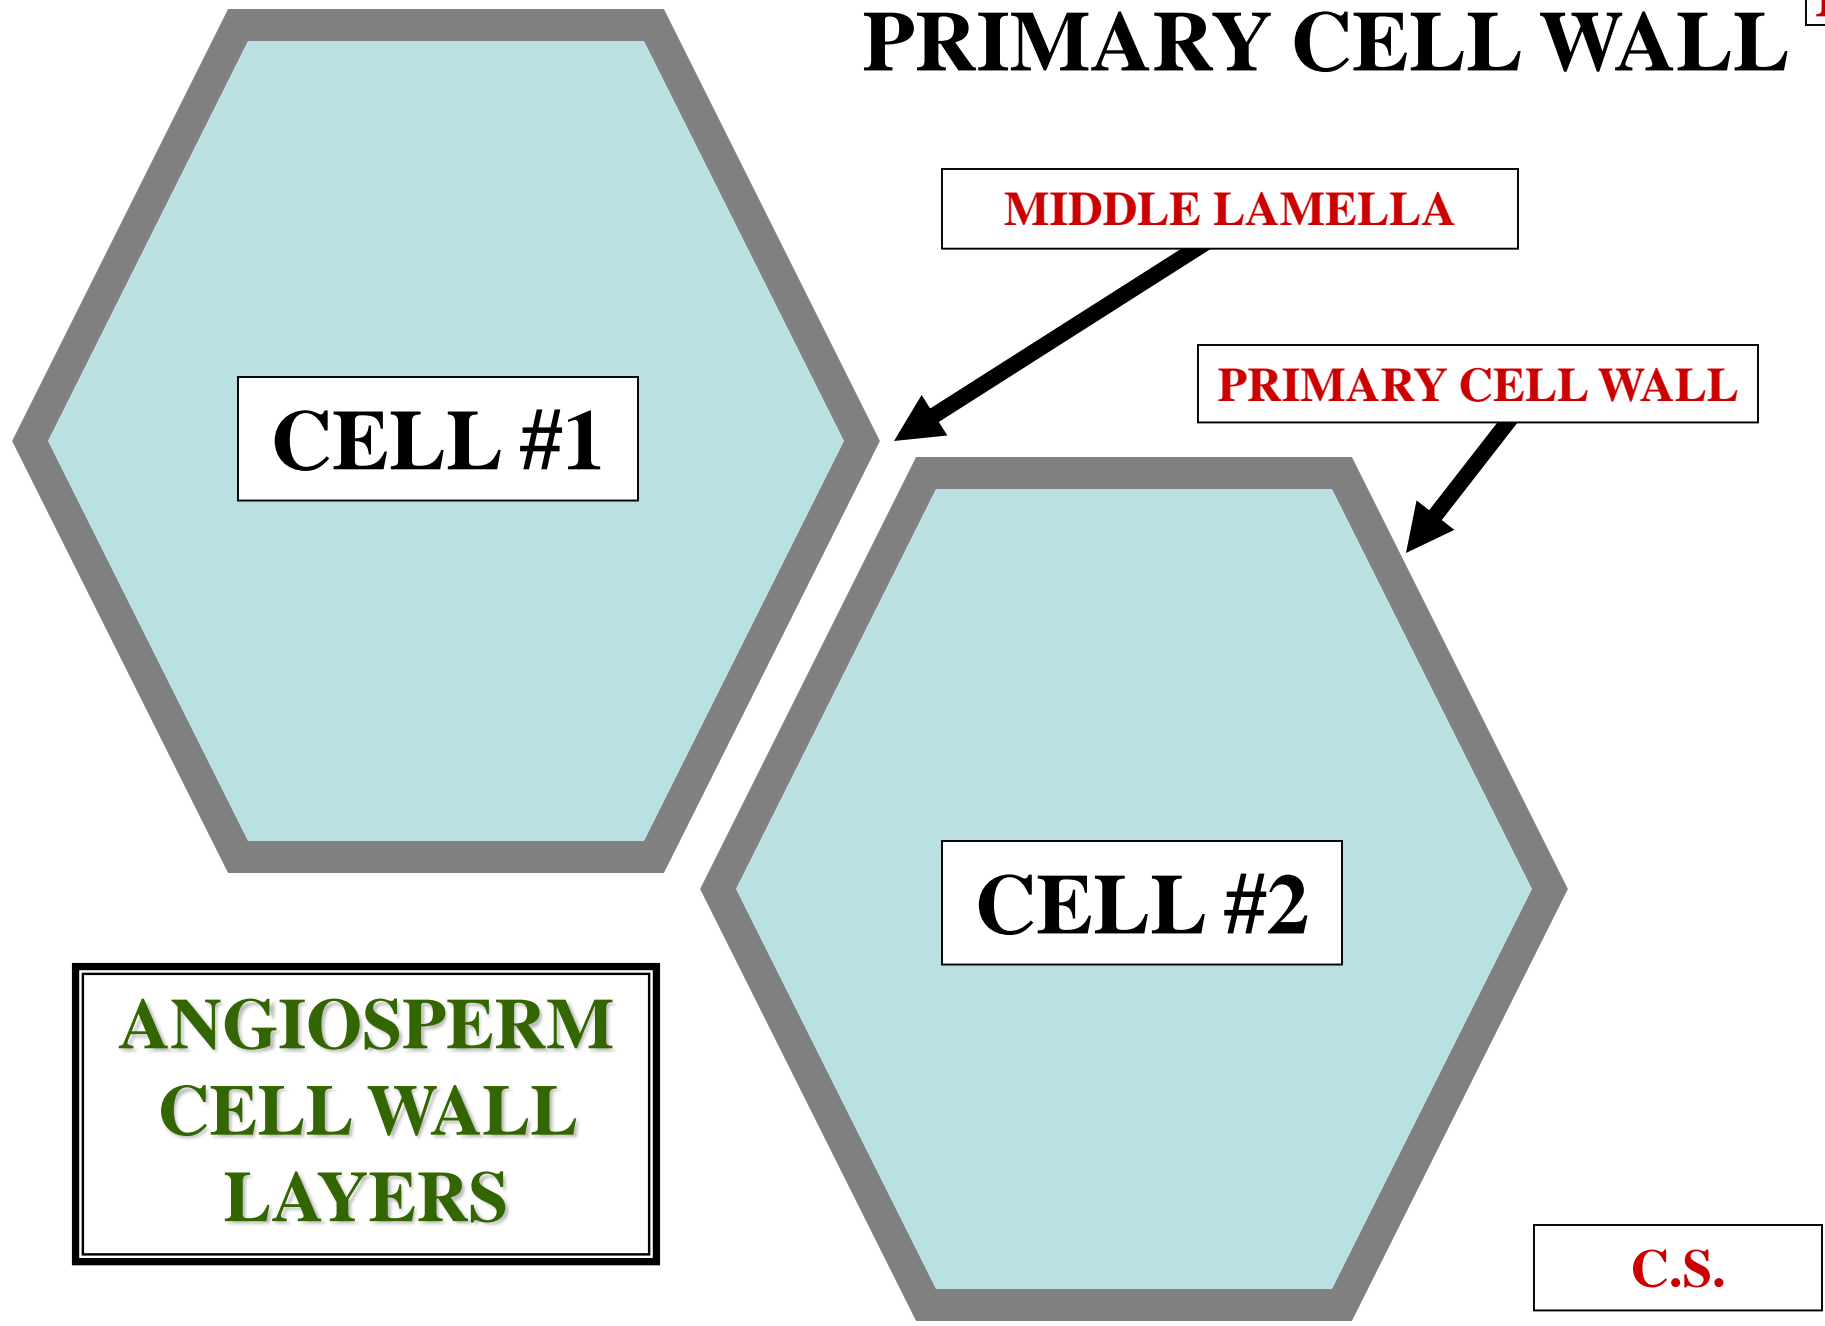 PRIMARY CELL WALL
MIDDLE LAMELLA
PRIMARY CELL WALL
CELL #1
CELL #2
ANGIOSPERM
CELL WALL
LAYERS
C.S.